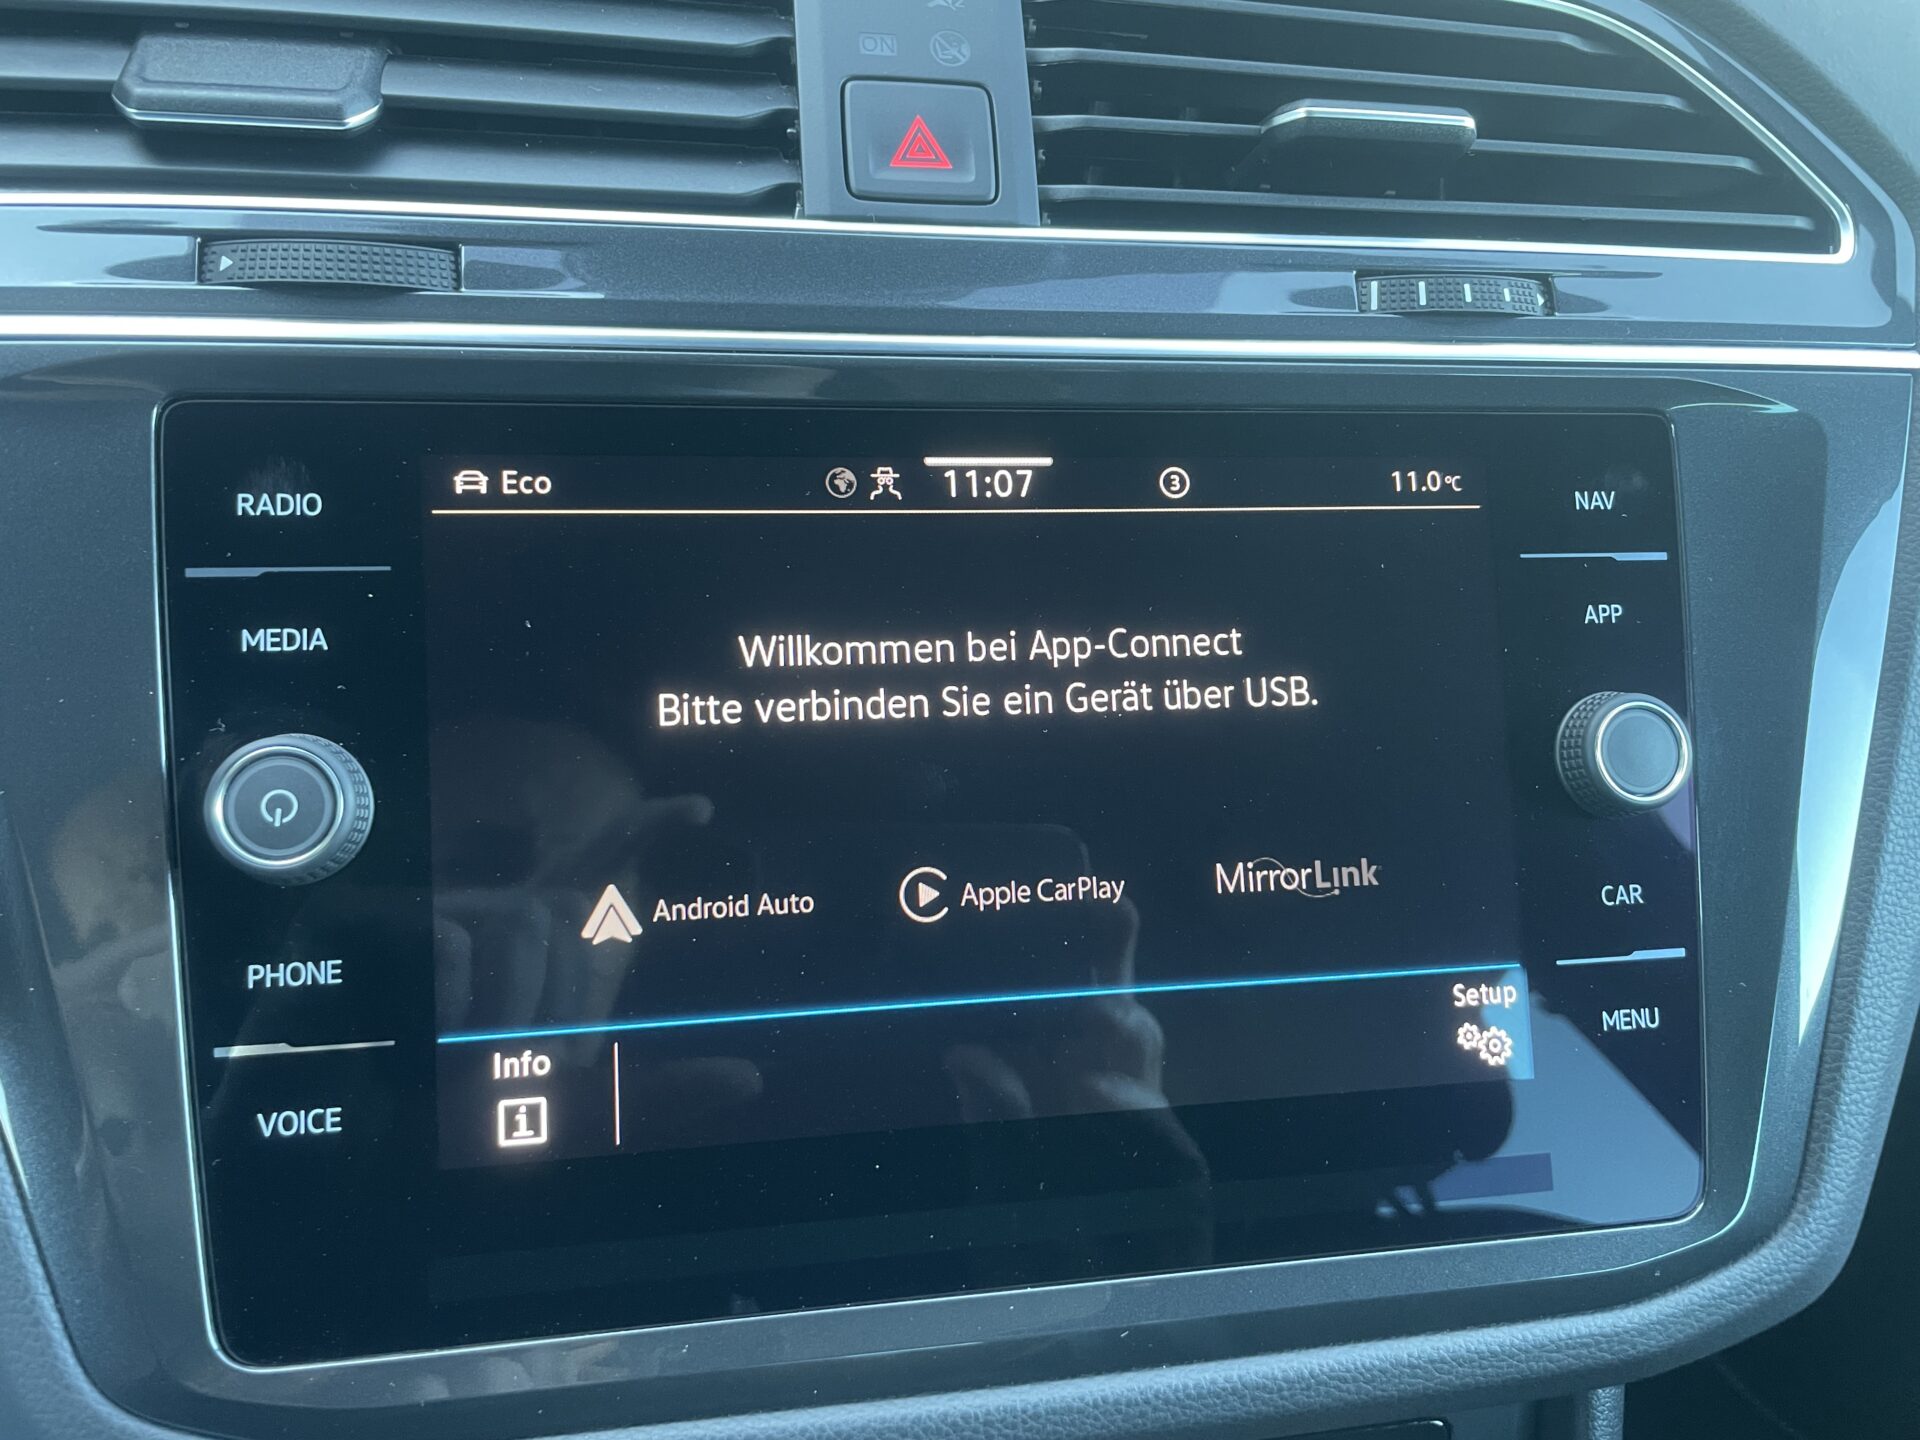 ON
Eco
11:07
3
11.0°C
RADIO
MEDIA
PHONE
VOICE
Willkommen bei App-Connect
Bitte verbinden Sie ein Gerät über USB.
Android Auto
Apple CarPlay
MirrorLink
Info
i
Setup
NAV
APP
CAR
MENU